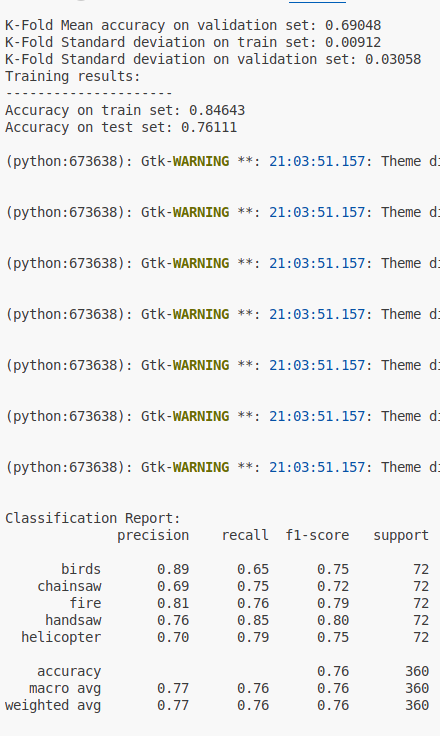 K-Fold Mean accuracy on validation set: 0.69048
K-Fold Standard deviation on train set: 0.00912
K-Fold Standard deviation on validation set: 0.03058
Training results:
---------------------
Accuracy on train set: 0.84643
Accuracy on test set: 0.76111
(python:673638): Gtk-WARNING **: 21:03:51.157: Theme di
(python:673638): Gtk-WARNING **: 21:03:51.157: Theme di
(python:673638): Gtk-WARNING **: 21:03:51.157: Theme di
(python:673638): Gtk-WARNING **: 21:03:51.157: Theme di
(python:673638): Gtk-WARNING **: 21:03:51.157: Theme di
(python:673638): Gtk-WARNING **: 21:03:51.157: Theme di
(python:673638): Gtk-WARNING **: 21:03:51.157: Theme di
Classification Report:
precision recall f1-score support
birds 0.89 0.65 0.75 72
chainsaw 0.69 0.75 0.72 72
fire 0.81 0.76 0.79 72
handsaw 0.76 0.85 0.80 72
helicopter 0.70 0.79 0.75 72
accuracy 0.76 360
macro avg 0.77 0.76 0.76 360
weighted avg 0.77 0.76 0.76 360